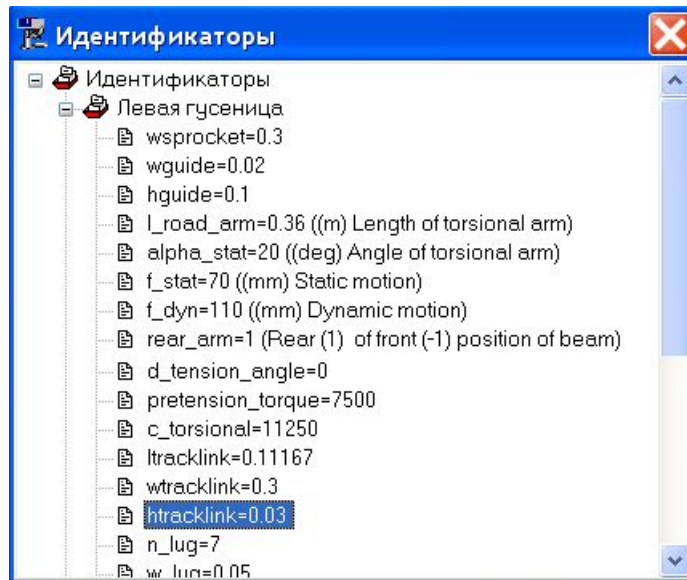 Идентификаторы
Идентификаторы
Левая гусеница
wsprocket=0.3
wguide=0.02
hguide=0.1
l_road_arm=0.36 ((m) Length of torsional arm)
alpha_stat=20 ((deg) Angle of torsional arm)
f_stat=70 ((mm) Static motion)
f_dyn=110 ((mm) Dynamic motion)
rear_arm=1 (Rear (1)  of front (-1) position of beam)
d_tension_angle=0
pretension_torque=7500
c_torsional=11250
ltracklink=0.11167
wtracklink=0.3
htracklink=0.03
n_lug=7
w_lug=0.05